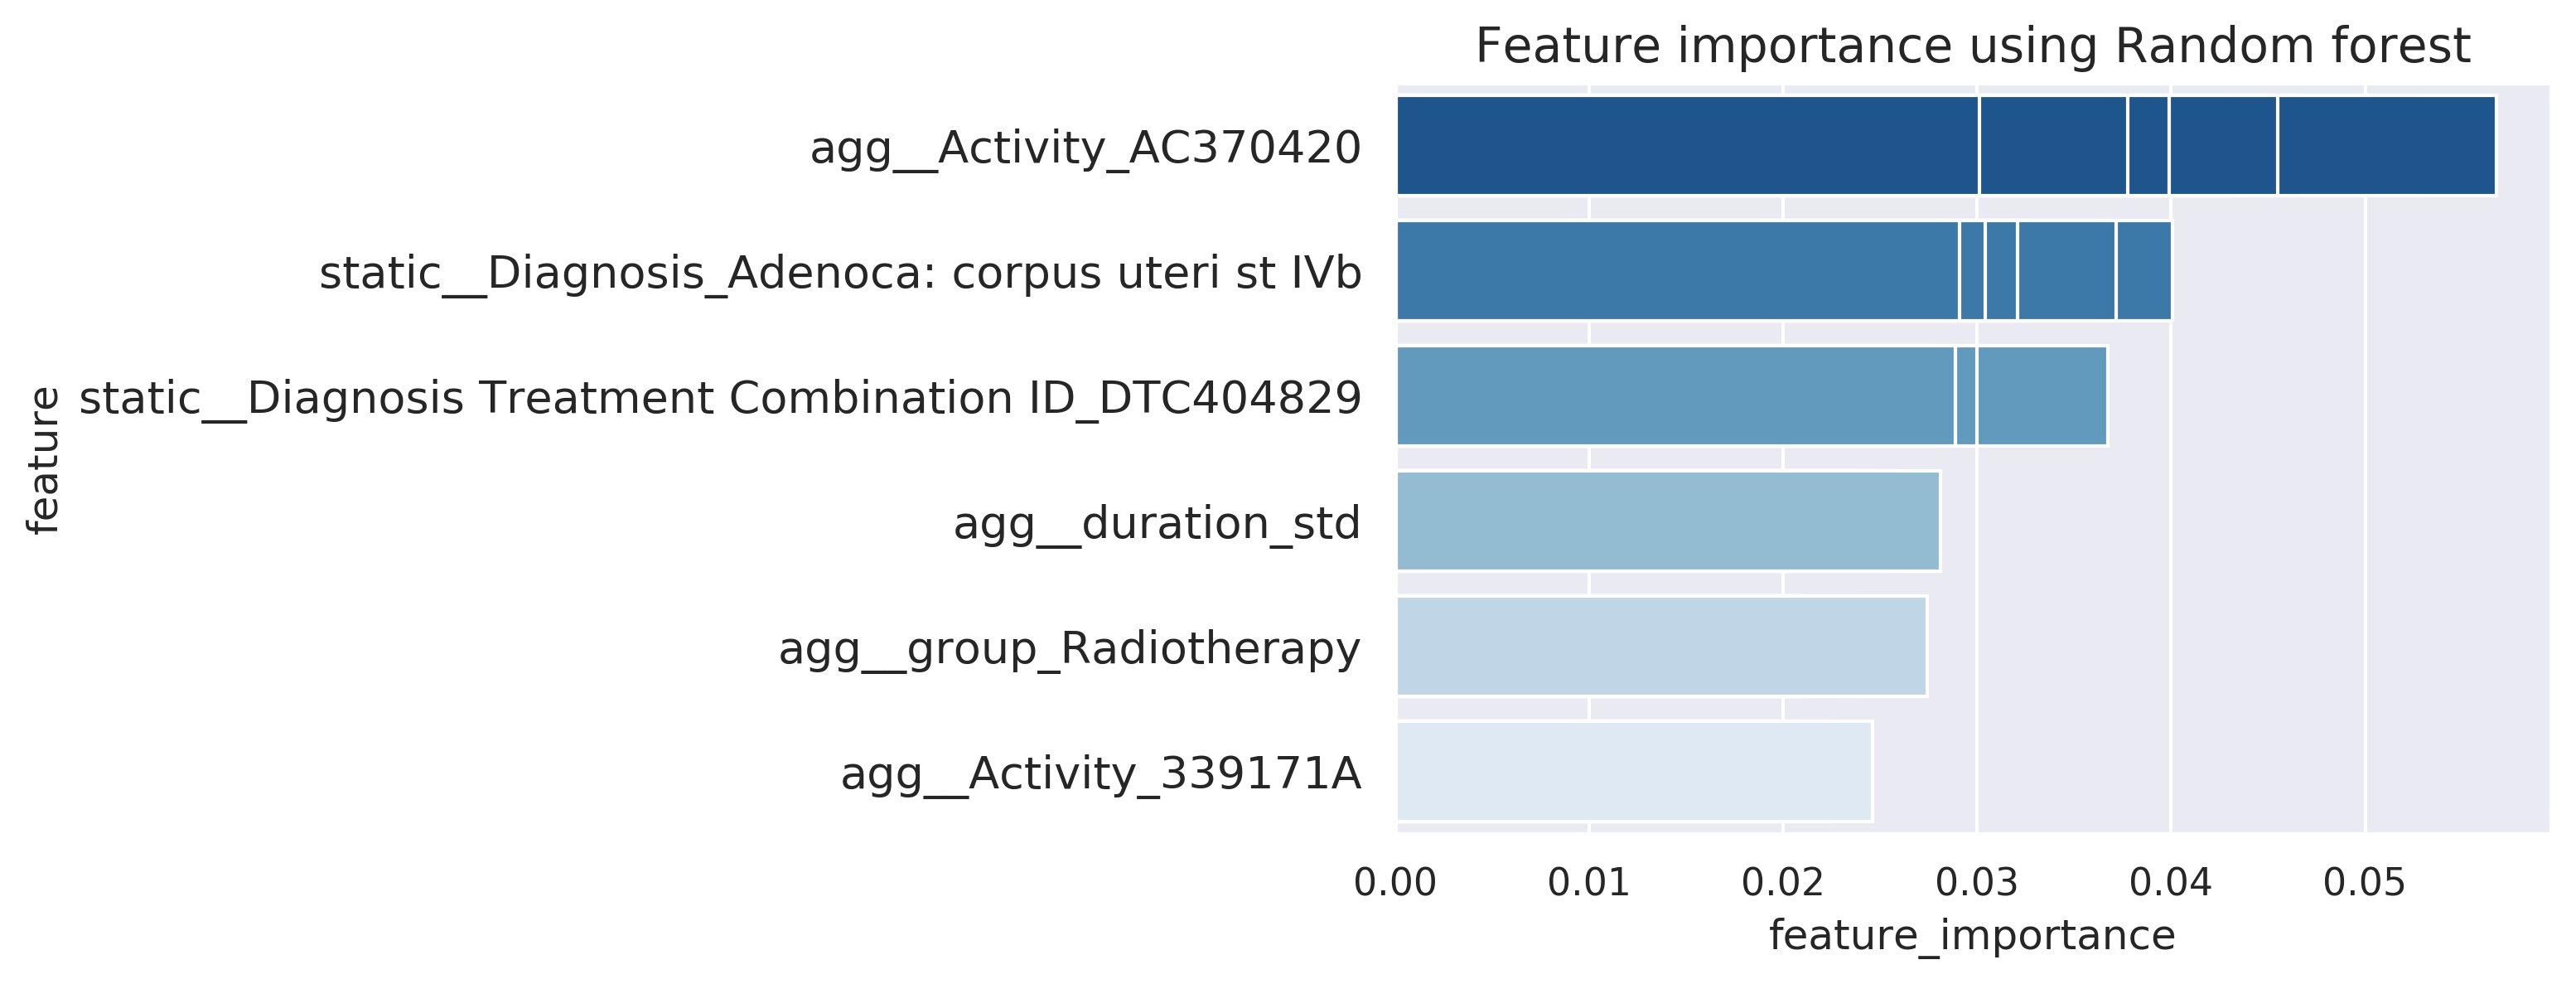 Feature importance using Random forest
agg__Activity_AC370420
static__Diagnosis_Adenoca: corpus uteri st IVb
static__Diagnosis Treatment Combination ID_DTC404829
agg__duration_std
agg__group_Radiotherapy
agg__Activity_339171A
feature
0.00 0.01 0.02 0.03 0.04 0.05
feature_importance